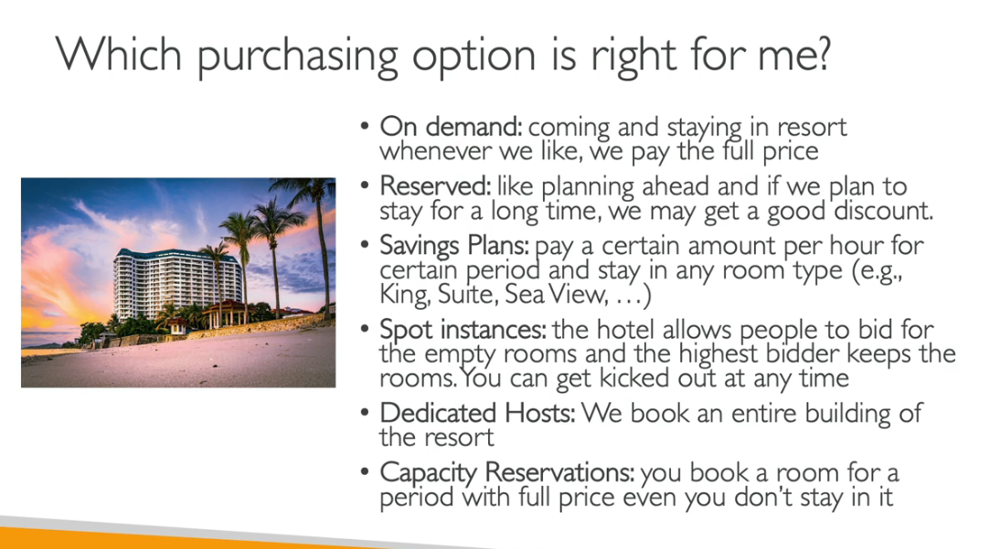 Which purchasing option is right for me?
• On demand: coming and staying in resort
whenever we like, we pay the full price
• Reserved: like planning ahead and if we plan to
stay for a long time, we may get a good discount.
• Savings Plans: pay a certain amount per hour for
certain period and stay in any room type (e.g.,
King, Suite, Sea View, …)
• Spot instances: the hotel allows people to bid for
the empty rooms and the highest bidder keeps the
rooms. You can get kicked out at any time
• Dedicated Hosts: We book an entire building of
the resort
• Capacity Reservations: you book a room for a
period with full price even you don’t stay in it